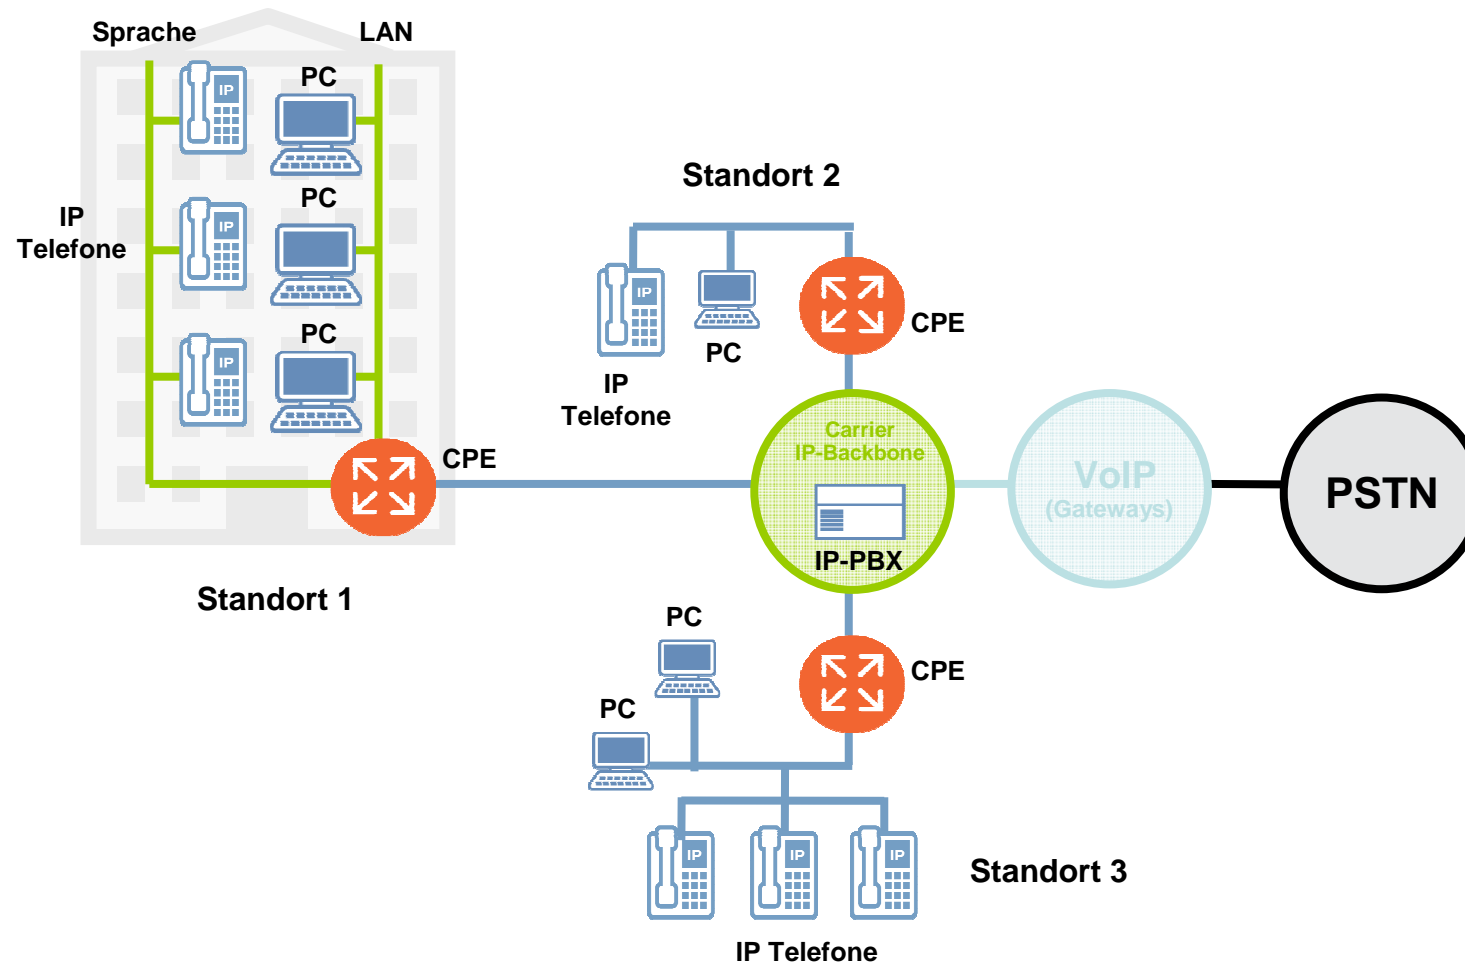 Sprache
LAN
IP
PC
IP
Telefone
IP
PC
IP
PC
CPE
Standort 1
Standort 2
IP
IP
Telefone
PC
CPE
Carrier
IP-Backbone
IP-PBX
VoIP
(Gateways)
PSTN
PC
PC
CPE
IP
IP
IP
IP Telefone
Standort 3